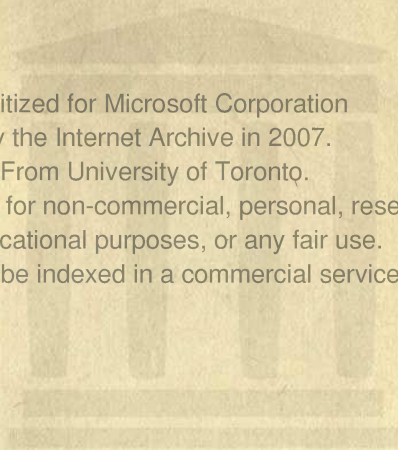 itized for Microsoft Corporation
y the Internet Archive in 2007.
From University of Toronto.
for non-commercial, personal, rese
cational purposes, or any fair use.
be indexed in a commercial service